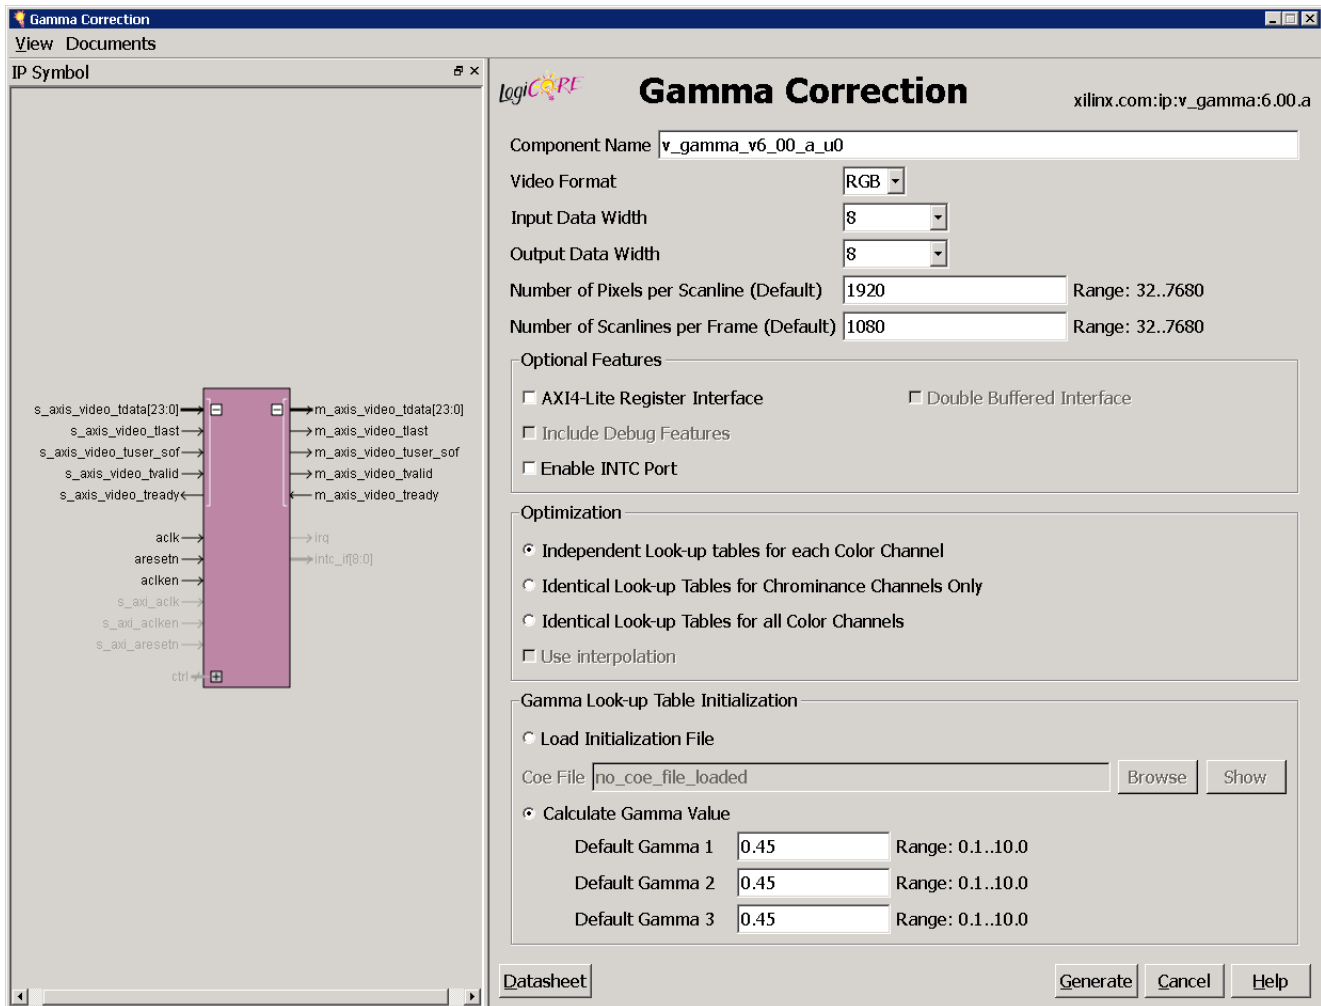 Gamma Correction
View Documents
IP Symbol
LogiCORE
Gamma Correction
xilinx.com:ip:v_gamma:6.00.a
Component Name v_gamma_v6_00_a_u0
Video Format RGB
Input Data Width 8
Output Data Width 8
Number of Pixels per Scanline (Default) 1920 Range: 32..7680
Number of Scanlines per Frame (Default) 1080 Range: 32..7680
Optional Features
AXI4-Lite Register Interface Double Buffered Interface
Include Debug Features
Enable INTC Port
Optimization
Independent Look-up tables for each Color Channel
Identical Look-up Tables for Chrominance Channels Only
Identical Look-up Tables for all Color Channels
Use interpolation
Gamma Look-up Table Initialization
Load Initialization File
Coe File no_coe_file_loaded Browse Show
Calculate Gamma Value
Default Gamma 1 0.45 Range: 0.1..10.0
Default Gamma 2 0.45 Range: 0.1..10.0
Default Gamma 3 0.45 Range: 0.1..10.0
Datasheet Generate Cancel Help
s_axis_video_tdata[23:0] m_axis_video_tdata[23:0]
s_axis_video_tlast m_axis_video_tlast
s_axis_video_tuser_sof m_axis_video_tuser_sof
s_axis_video_tvalid m_axis_video_tvalid
s_axis_video_tready m_axis_video_tready
aclk irq
aresetn intc_if[8:0]
aclken
s_axi_aclk
s_axi_aclken
s_axi_aresetn
ctrl